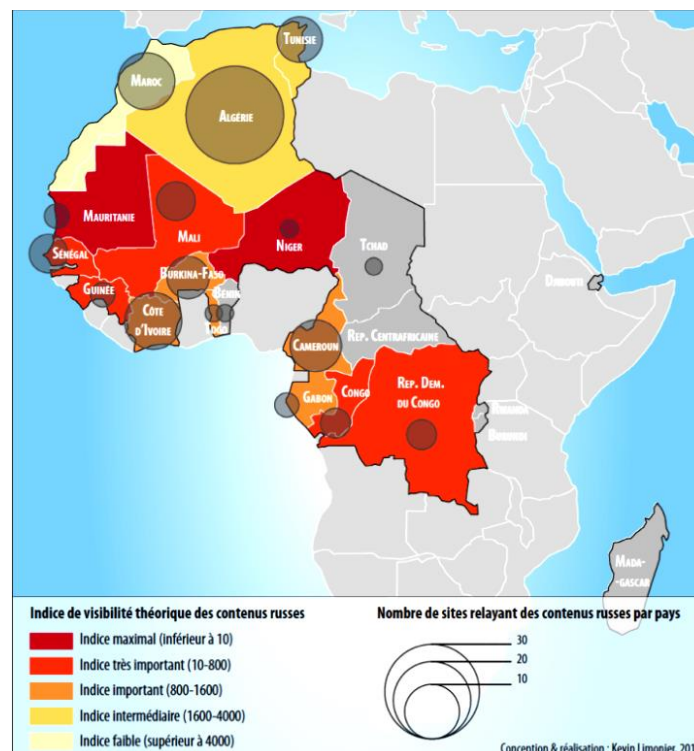 TUNISIE
MAROC
ALGÉRIE
MAURITANIE
MALI
NIGER
TCHAD
SÉNÉGAL
BURKINA-FASO
BÉNIN
DJIBOUTI
GUINÉE
CÔTE
D'IVOIRE
TOGO
CAMEROUN
RÉP. CENTRAFRICAINE
GABON
CONGO
REP. DEM.
DU CONGO
RWANDA
BURUNDI
MADA-
GASCAR
Indice de visibilité théorique des contenus russes
Indice maximal (inférieur à 10)
Indice très important (10-800)
Indice important (800-1600)
Indice intermédiaire (1600-4000)
Indice faible (supérieur à 4000)
Nombre de sites relayant des contenus russes par pays
30
20
10
Conception & réalisation : Kevin Limonier, 201